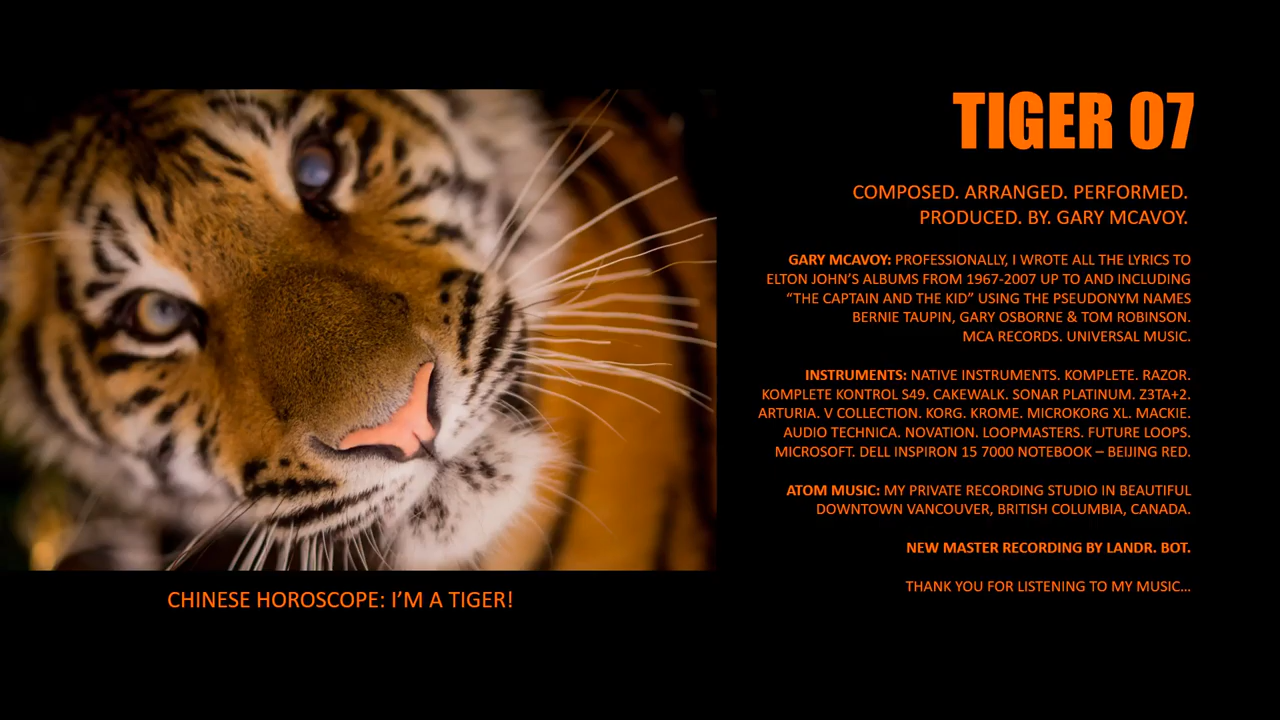 TIGER 07
COMPOSED. ARRANGED. PERFORMED.
PRODUCED. BY. GARY MCAVOY.
GARY MCAVOY: PROFESSIONALLY, I WROTE ALL THE LYRICS TO
ELTON JOHN'S ALBUMS FROM 1967-2007 UP TO AND INCLUDING
“THE CAPTAIN AND THE KID” USING THE PSEUDONYM NAMES
BERNIE TAUPIN, GARY OSBORNE & TOM ROBINSON.
MCA RECORDS. UNIVERSAL MUSIC.
INSTRUMENTS: NATIVE INSTRUMENTS. KOMPLETE. RAZOR.
KOMPLETE KONTROL S49. CAKEWALK. SONAR PLATINUM. Z3TA+2.
ARTURIA. V COLLECTION. KORG. KROME. MICROKORG XL. MACKIE.
AUDIO TECHNICA. NOVATION. LOOPMASTERS. FUTURE LOOPS.
MICROSOFT. DELL INSPIRON 15 7000 NOTEBOOK – BEIJING RED.
ATOM MUSIC: MY PRIVATE RECORDING STUDIO IN BEAUTIFUL
DOWNTOWN VANCOUVER, BRITISH COLUMBIA, CANADA.
NEW MASTER RECORDING BY LANDR. BOT.
THANK YOU FOR LISTENING TO MY MUSIC...
CHINESE HOROSCOPE: I'M A TIGER!